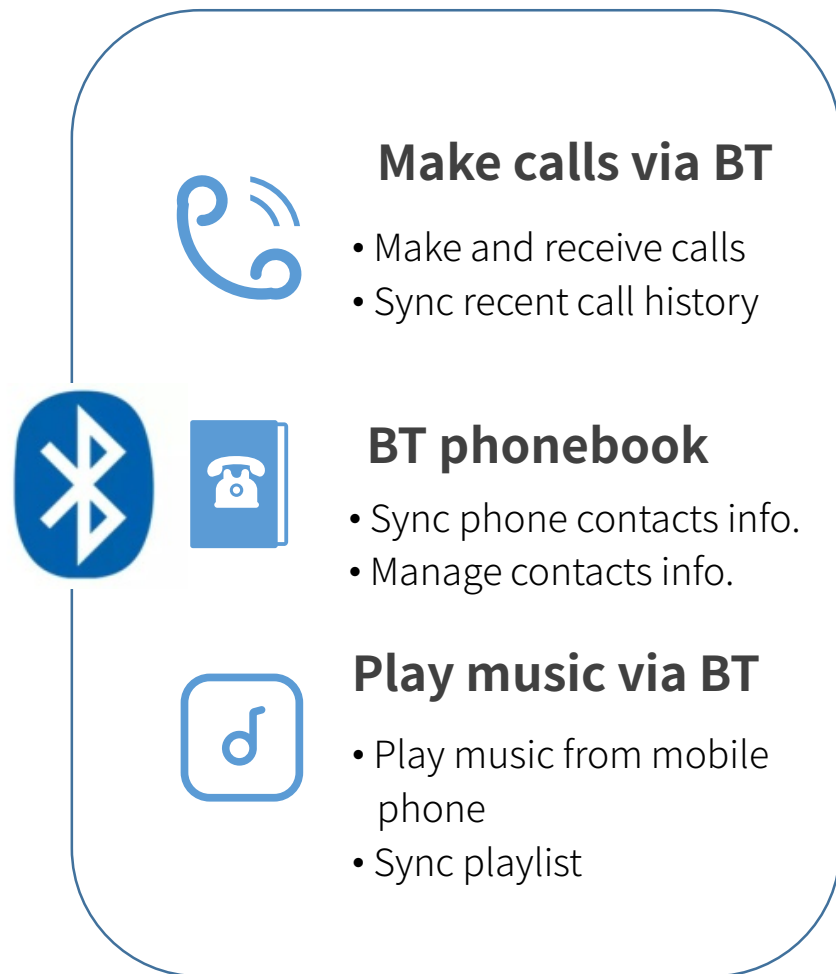 Make calls via BT
• Make and receive calls
• Sync recent call history
BT phonebook
• Sync phone contacts info.
• Manage contacts info.
Play music via BT
• Play music from mobile
phone
• Sync playlist